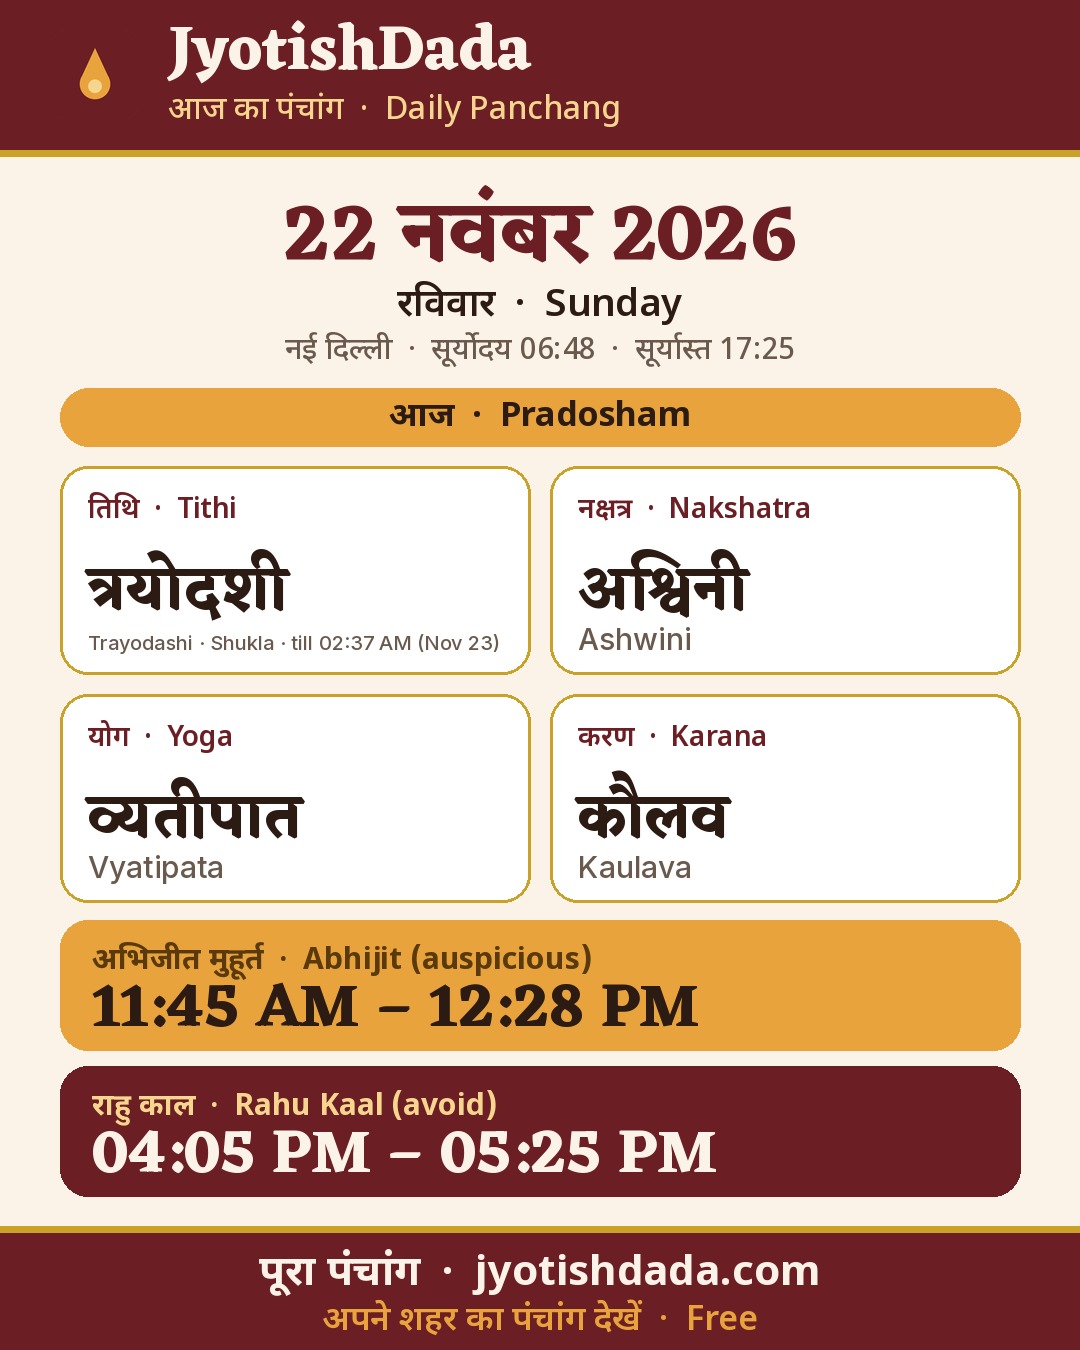 JyotishDada
आज का पंचांग · Daily Panchang
22 नवंबर 2026
रविवार · Sunday
नई दिल्ली · सूर्योदय 06:48 · सूर्यास्त 17:25
आज · Pradosham
तिथि · Tithi
त्रयोदशी
Trayodashi · Shukla · till 02:37 AM (Nov 23)
नक्षत्र · Nakshatra
अश्विनी
Ashwini
योग · Yoga
व्यतीपात
Vyatipata
करण · Karana
कौलव
Kaulava
अभिजीत मुहूर्त · Abhijit (auspicious)
11:45 AM – 12:28 PM
राहु काल · Rahu Kaal (avoid)
04:05 PM – 05:25 PM
पूरा पंचांग · jyotishdada.com
अपने शहर का पंचांग देखें · Free